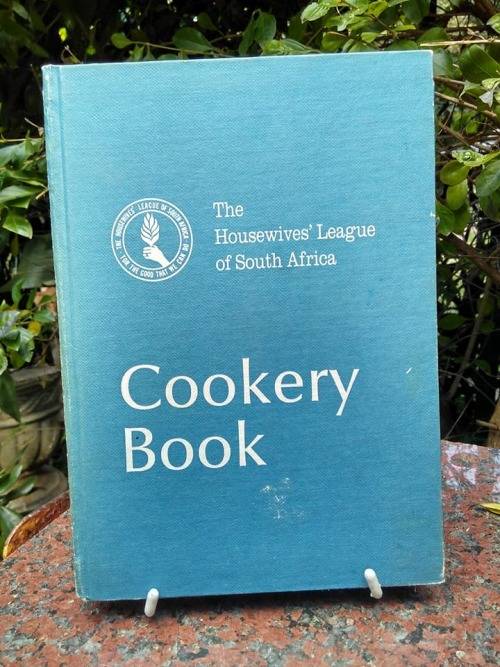 THE HOUSEWIVES' LEAGUE OF SOUTH AFRICA
FOR THE GOOD THAT WE CAN DO
The
Housewives' League
of South Africa
Cookery
Book